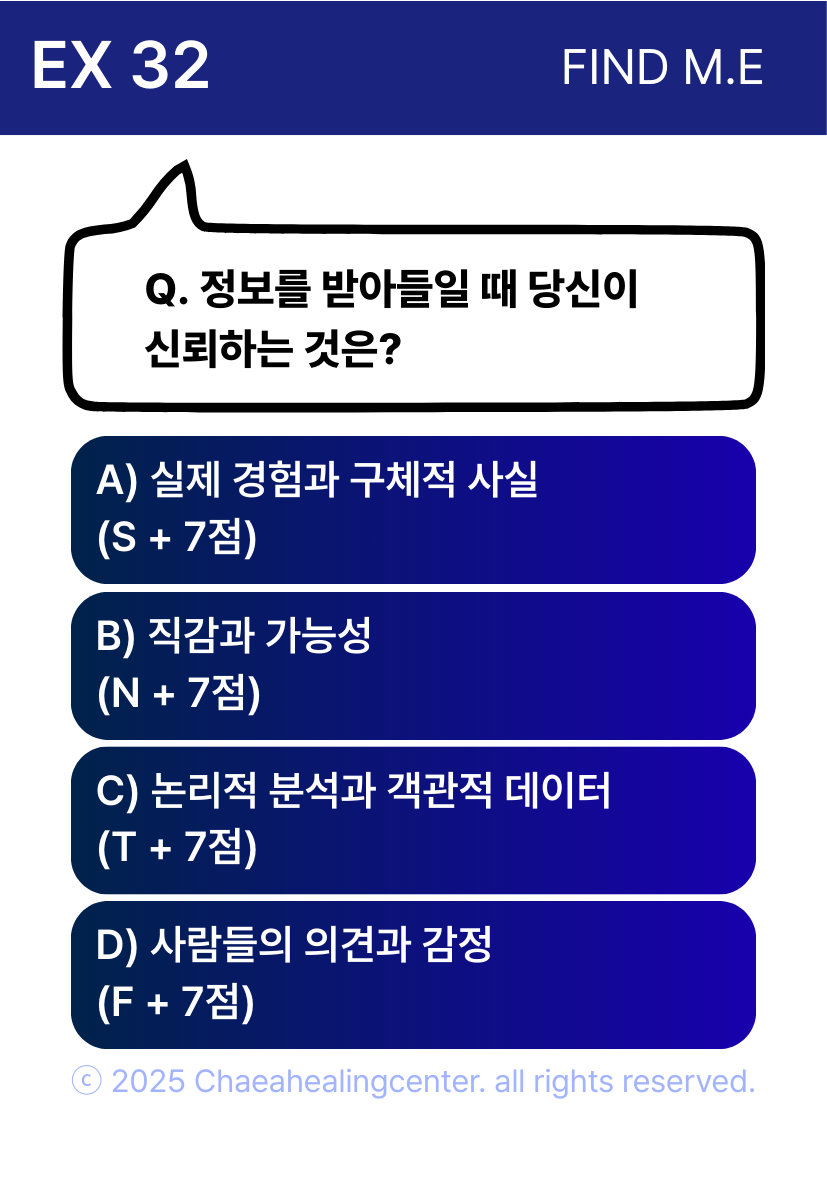 EX 32
FIND M.E
Q. 정보를 받아들일 때 당신이
신뢰하는 것은?
A) 실제 경험과 구체적 사실
(S + 7점)
B) 직감과 가능성
(N + 7점)
C) 논리적 분석과 객관적 데이터
(T + 7점)
D) 사람들의 의견과 감정
(F + 7점)
ⓒ 2025 Chaeahealingcenter. all rights reserved.